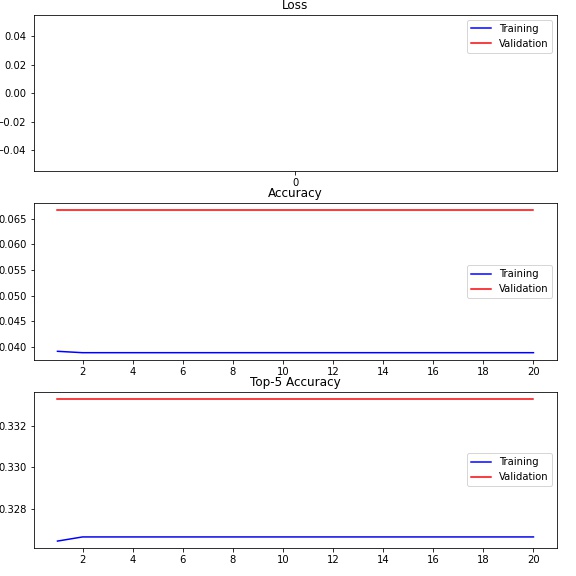 Loss
0.04
0.02
0.00
−0.02
−0.04
Training
Validation
0
Accuracy
0.065
0.060
0.055
0.050
0.045
0.040
Training
Validation
2 4 6 8 10 12 14 16 18 20
Top-5 Accuracy
0.332
0.330
0.328
Training
Validation
2 4 6 8 10 12 14 16 18 20